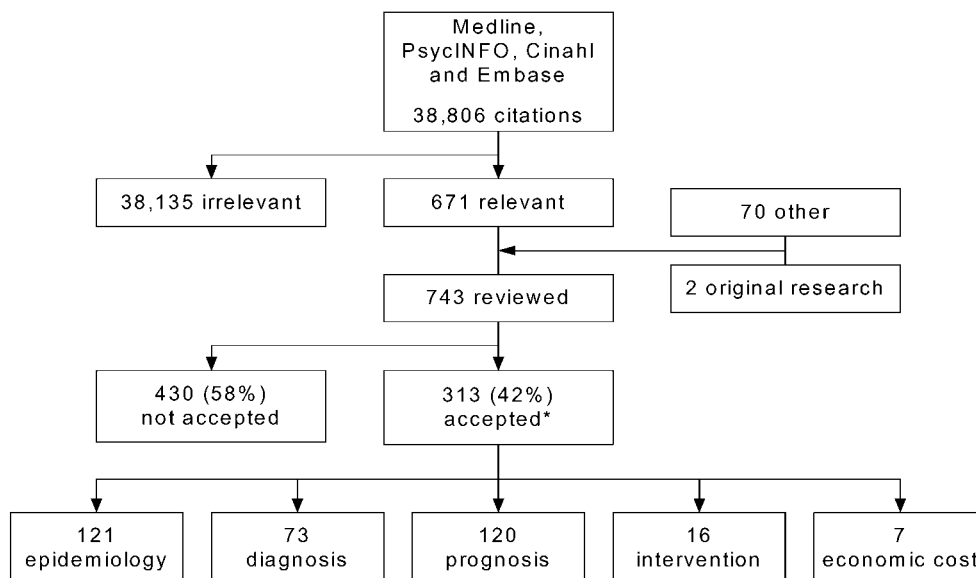 Medline,
PsycINFO, Cinahl
and Embase
38,806 citations
38,135 irrelevant
671 relevant
70 other
2 original research
743 reviewed
430 (58%)
not accepted
313 (42%)
accepted*
121
epidemiology
73
diagnosis
120
prognosis
16
intervention
7
economic cost